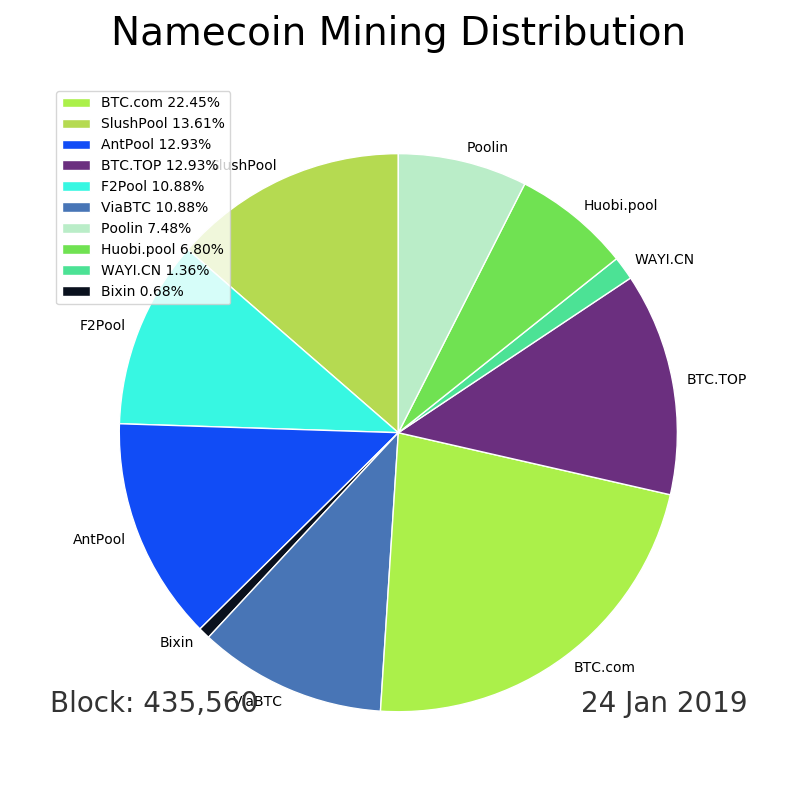 Namecoin Mining Distribution
BTC.com 22.45%
SlushPool 13.61%
AntPool 12.93%
BTC.TOP 12.93%
F2Pool 10.88%
ViaBTC 10.88%
Poolin 7.48%
Huobi.pool 6.80%
WAYI.CN 1.36%
Bixin 0.68%
Poolin
SlushPool
Huobi.pool
WAYI.CN
F2Pool
BTC.TOP
AntPool
Bixin
BTC.com
ViaBTC
Block: 435,560
24 Jan 2019